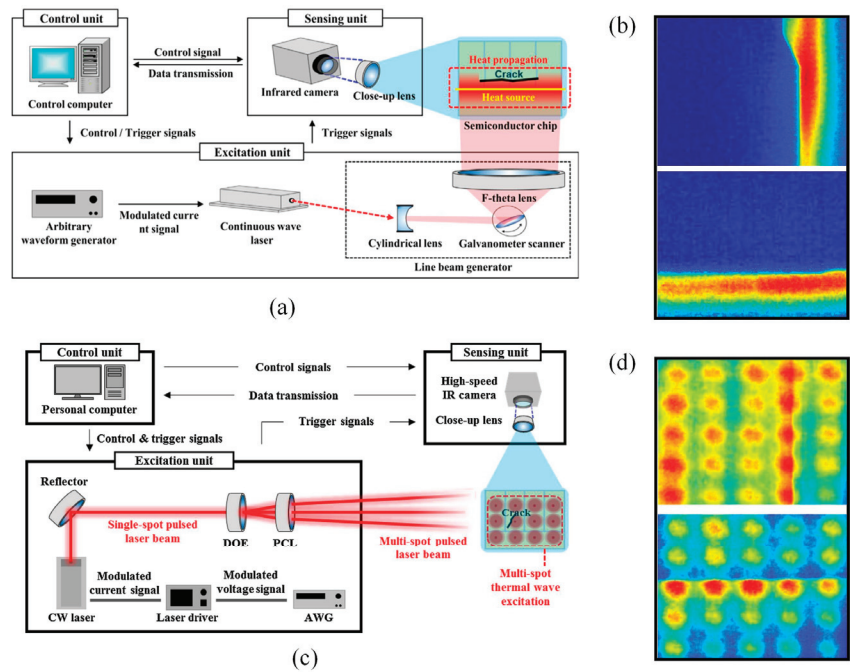 Control unit
Control computer
Control signal
Data transmission
Sensing unit
Infrared camera
Close-up lens
Heat propagation
Crack
Heat source
Semiconductor chip
Control / Trigger signals
Trigger signals
Excitation unit
Arbitrary
waveform generator
Modulated curre
nt signal
Continuous wave
laser
F-theta lens
Cylindrical lens
Galvanometer scanner
Line beam generator
(a)
(b)
Control unit
Personal computer
Control signals
Data transmission
Trigger signals
Sensing unit
High-speed
IR camera
Close-up lens
Control & trigger signals
Excitation unit
Reflector
Single-spot pulsed
laser beam
DOE
PCL
Multi-spot pulsed
laser beam
Crack
Multi-spot
thermal wave
excitation
Modulated
current signal
Modulated
voltage signal
CW laser
Laser driver
AWG
(c)
(d)